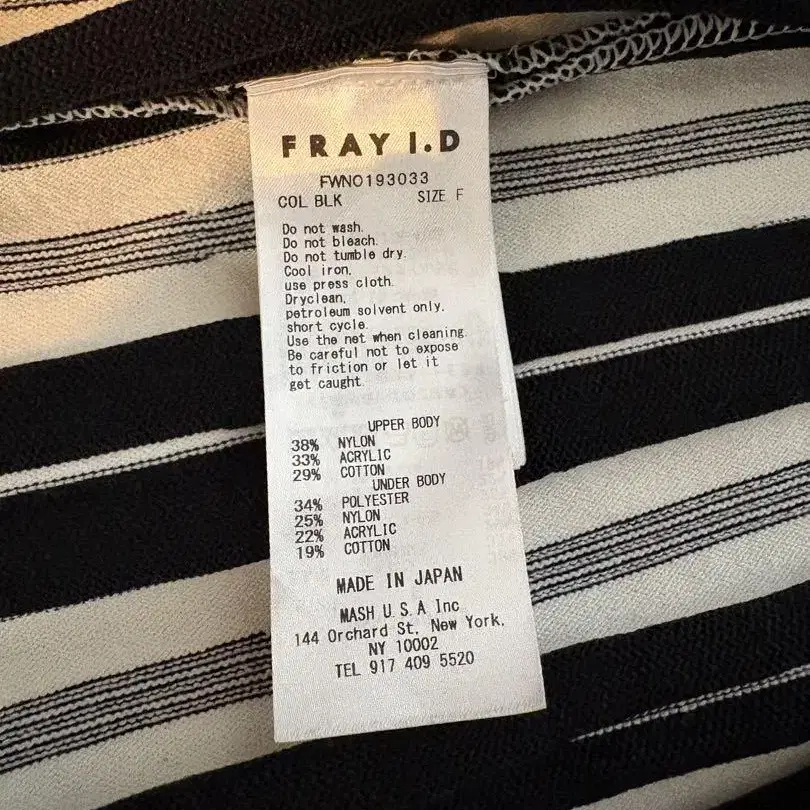 FRAY I.D
FWNO193033
COL BLK SIZE F
Do not wash.
Do not bleach.
Do not tumble dry.
Cool iron,
use press cloth.
Dryclean,
petroleum solvent only,
short cycle.
Use the net when cleaning.
Be careful not to expose
to friction or let it
get caught.
UPPER BODY
38% NYLON
33% ACRYLIC
29% COTTON
UNDER BODY
34% POLYESTER
25% NYLON
22% ACRYLIC
19% COTTON
MADE IN JAPAN
MASH U.S.A Inc
144 Orchard St, New York,
NY 10002
TEL 917 409 5520